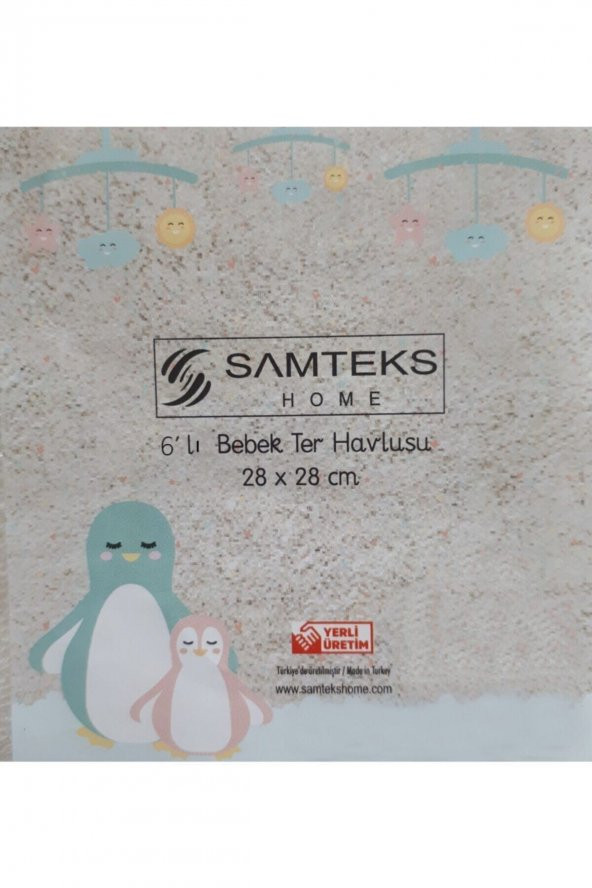 SAMTEKS
HOME
6' lı Bebek Ter Havlusu
28 x 28 cm
YERLİ
ÜRETİM
Türkiye'de üretilmiştir / Made in Turkey
www.samtekshome.com